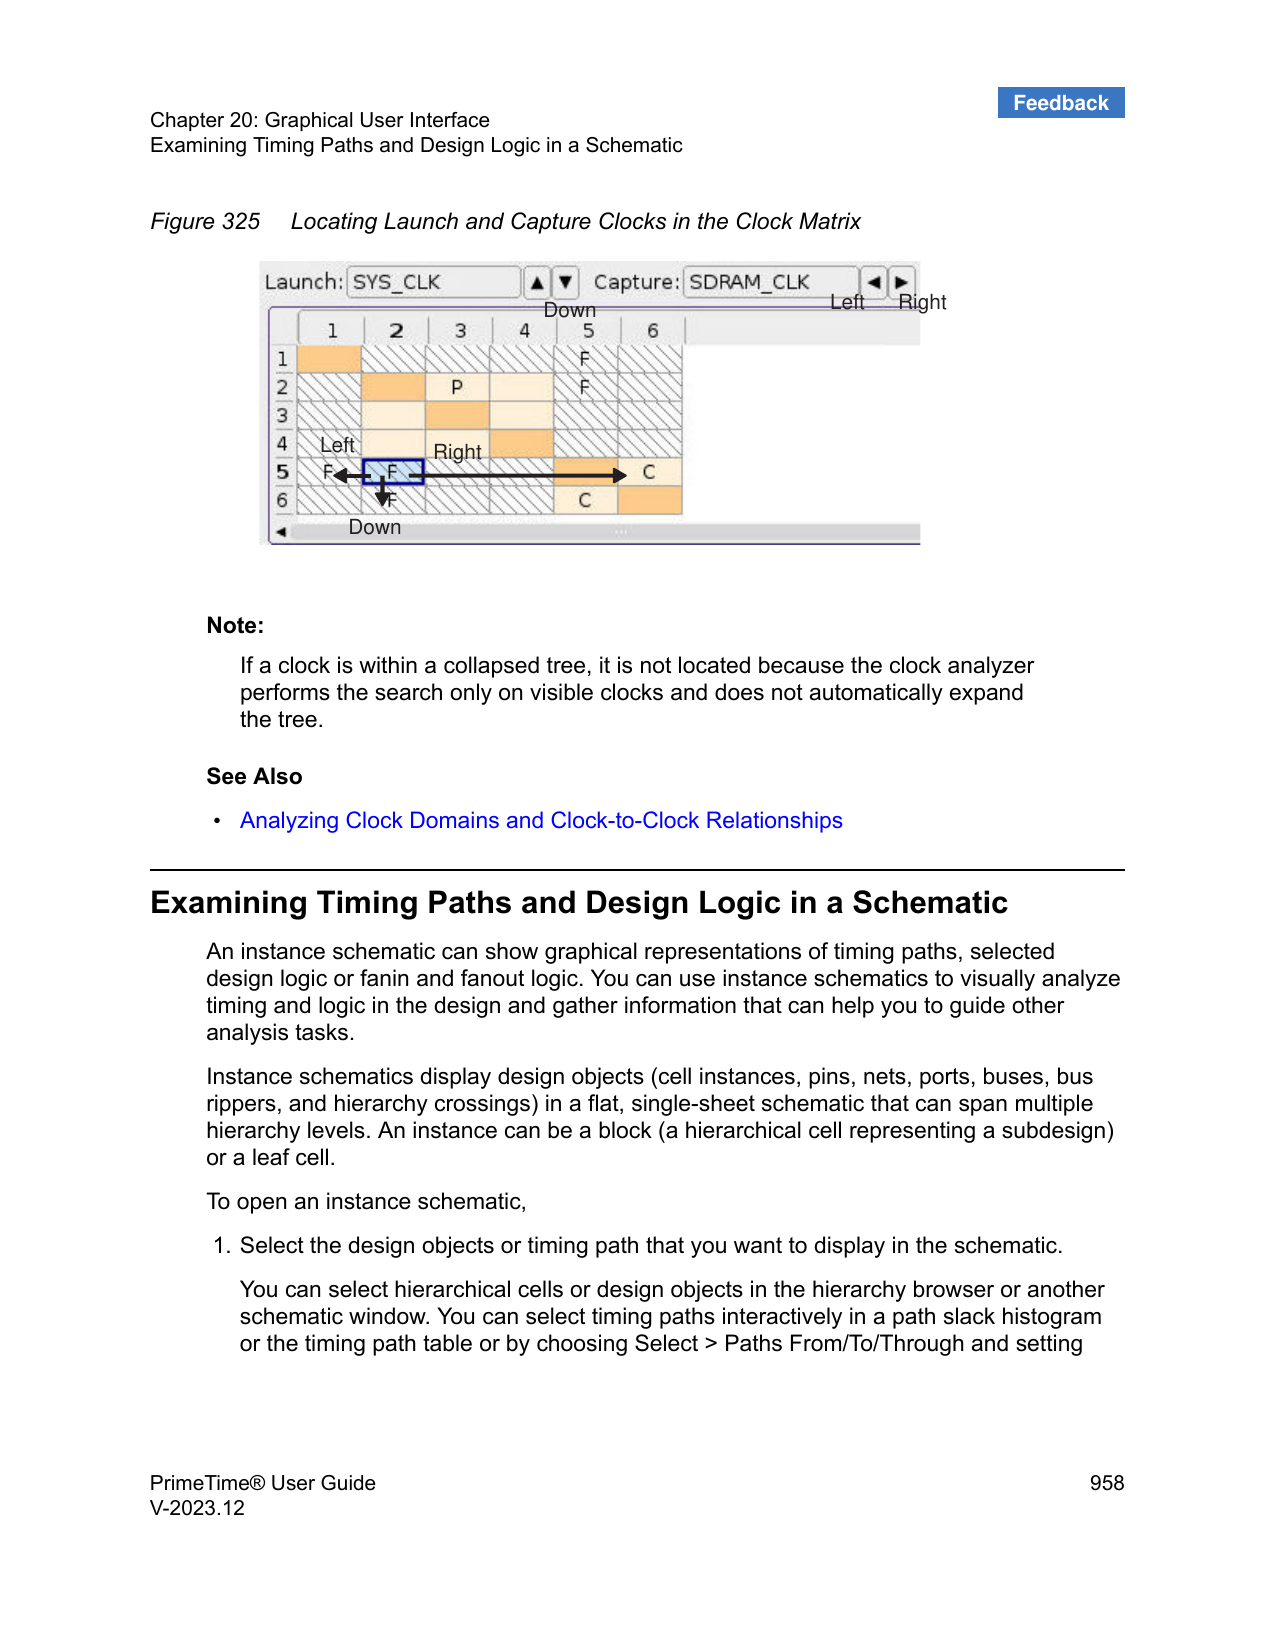 Feedback
Chapter 20: Graphical User Interface
Examining Timing Paths and Design Logic in a Schematic
Figure 325 Locating Launch and Capture Clocks in the Clock Matrix
Launch: SYS_CLK ▲ ▼ Capture: SDRAM_CLK ◄ ►
Down Left Right
1 2 3 4 5 6
1 F
2 P F
3
4 Left Right
5 F F C
6 F C
Down
Note:
If a clock is within a collapsed tree, it is not located because the clock analyzer
performs the search only on visible clocks and does not automatically expand
the tree.
See Also
• Analyzing Clock Domains and Clock-to-Clock Relationships
Examining Timing Paths and Design Logic in a Schematic
An instance schematic can show graphical representations of timing paths, selected
design logic or fanin and fanout logic. You can use instance schematics to visually analyze
timing and logic in the design and gather information that can help you to guide other
analysis tasks.
Instance schematics display design objects (cell instances, pins, nets, ports, buses, bus
rippers, and hierarchy crossings) in a flat, single-sheet schematic that can span multiple
hierarchy levels. An instance can be a block (a hierarchical cell representing a subdesign)
or a leaf cell.
To open an instance schematic,
1. Select the design objects or timing path that you want to display in the schematic.
You can select hierarchical cells or design objects in the hierarchy browser or another
schematic window. You can select timing paths interactively in a path slack histogram
or the timing path table or by choosing Select > Paths From/To/Through and setting
PrimeTime® User Guide 958
V-2023.12